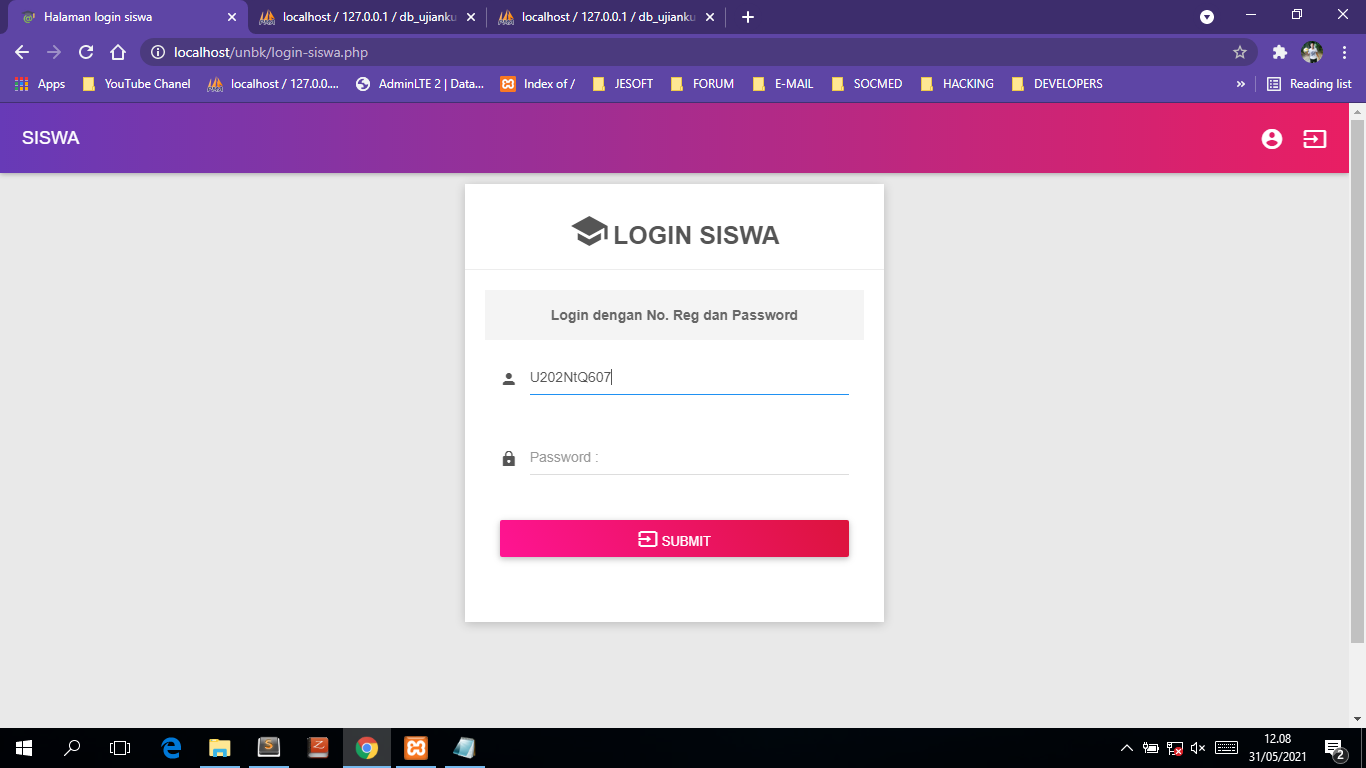 Halaman login siswa
localhost / 127.0.0.1 / db_ujianku
localhost / 127.0.0.1 / db_ujianku
localhost/unbk/login-siswa.php
Apps
YouTube Chanel
localhost / 127.0.0....
AdminLTE 2 | Data...
Index of /
JESOFT
FORUM
E-MAIL
SOCMED
HACKING
DEVELOPERS
»
Reading list
SISWA
LOGIN SISWA
Login dengan No. Reg dan Password
U202NtQ607
Password :
SUBMIT
12.08
31/05/2021
2